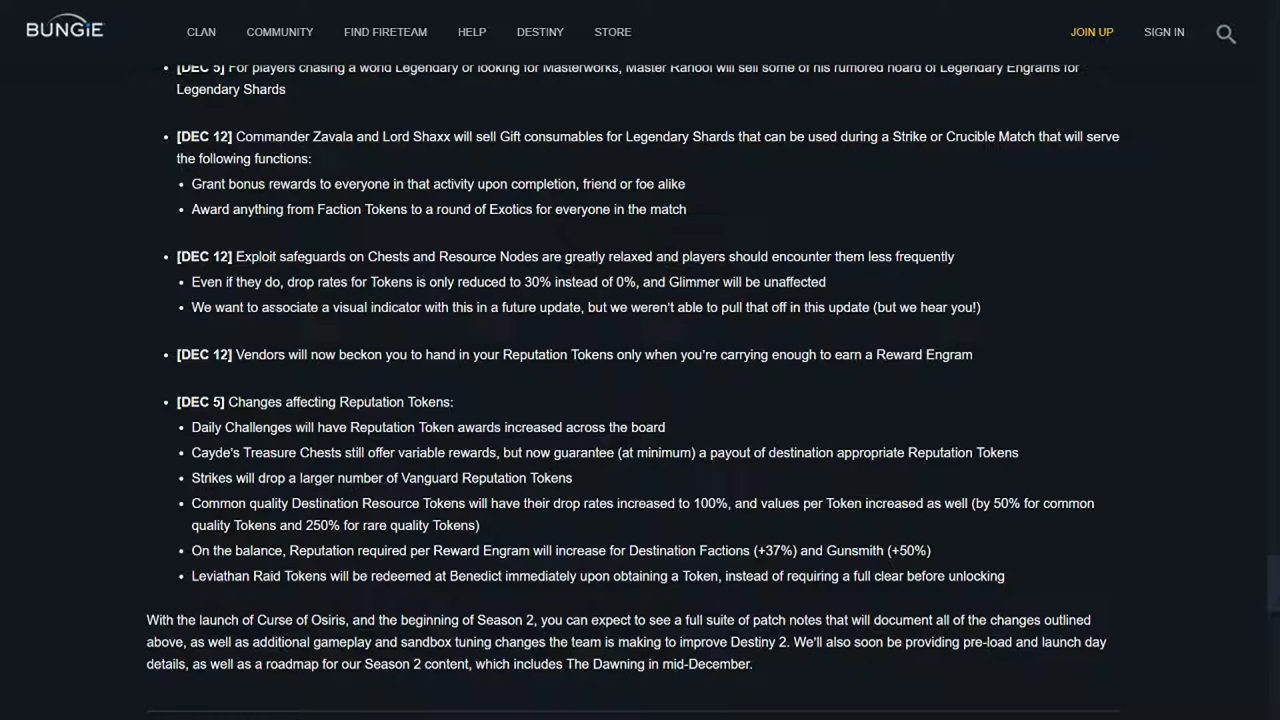 BUNGiE
CLAN COMMUNITY FIND FIRETEAM HELP DESTINY STORE JOIN UP SIGN IN
• [DEC 5] For players chasing a world Legendary or looking for Masterworks, Master Rahool will sell some of his rumored hoard of Legendary Engrams for
Legendary Shards
• [DEC 12] Commander Zavala and Lord Shaxx will sell Gift consumables for Legendary Shards that can be used during a Strike or Crucible Match that will serve
the following functions:
• Grant bonus rewards to everyone in that activity upon completion, friend or foe alike
• Award anything from Faction Tokens to a round of Exotics for everyone in the match
• [DEC 12] Exploit safeguards on Chests and Resource Nodes are greatly relaxed and players should encounter them less frequently
• Even if they do, drop rates for Tokens is only reduced to 30% instead of 0%, and Glimmer will be unaffected
• We want to associate a visual indicator with this in a future update, but we weren't able to pull that off in this update (but we hear you!)
• [DEC 12] Vendors will now beckon you to hand in your Reputation Tokens only when you're carrying enough to earn a Reward Engram
• [DEC 5] Changes affecting Reputation Tokens:
• Daily Challenges will have Reputation Token awards increased across the board
• Cayde's Treasure Chests still offer variable rewards, but now guarantee (at minimum) a payout of destination appropriate Reputation Tokens
• Strikes will drop a larger number of Vanguard Reputation Tokens
• Common quality Destination Resource Tokens will have their drop rates increased to 100%, and values per Token increased as well (by 50% for common
quality Tokens and 250% for rare quality Tokens)
• On the balance, Reputation required per Reward Engram will increase for Destination Factions (+37%) and Gunsmith (+50%)
• Leviathan Raid Tokens will be redeemed at Benedict immediately upon obtaining a Token, instead of requiring a full clear before unlocking
With the launch of Curse of Osiris, and the beginning of Season 2, you can expect to see a full suite of patch notes that will document all of the changes outlined
above, as well as additional gameplay and sandbox tuning changes the team is making to improve Destiny 2. We'll also soon be providing pre-load and launch day
details, as well as a roadmap for our Season 2 content, which includes The Dawning in mid-December.